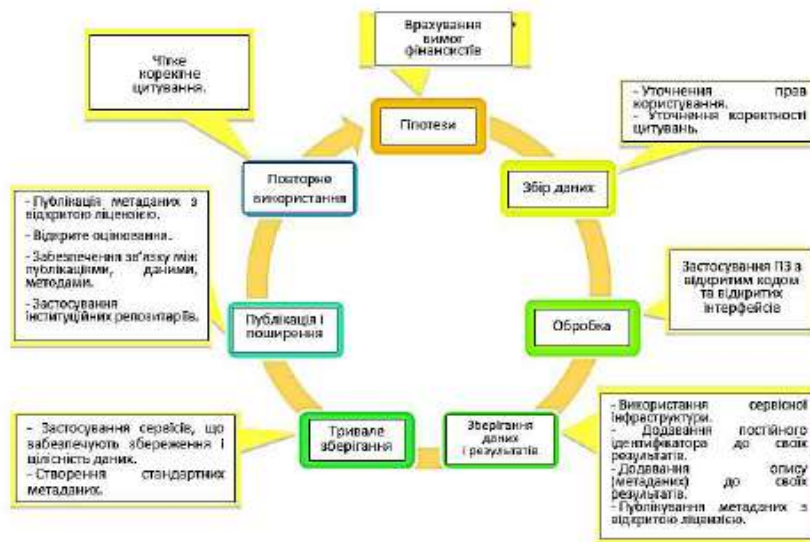 Врахування
вимог
фінансистів
Гіпотези
- Уточнення прав
користування.
- Уточнення коректності
цитувань.
Збір даних
Застосування ПЗ з
відкритим кодом
та відкритих
інтерфейсів
Обробка
- Використання сервісної
інфраструктури.
- Додавання постійного
ідентифікатора до своїх
результатів.
- Додавання опису
(метаданих) до своїх
результатів.
- Публікування метаданих з
відкритою ліцензією.
Зберігання
даних
і результатів
Тривале
зберігання
- Застосування сервісів, що
забезпечують збереження і
цілісність даних.
- Створення стандартних
метаданих.
Публікація і
поширення
- Публікація метаданих з
відкритою ліцензією.
- Відкрите оцінювання.
- Забезпечення зв'язку між
публікаціями, даними,
методами.
- Застосування
інституційних репозитаріїв.
Повторне
використання
Чітке
коректне
цитування.